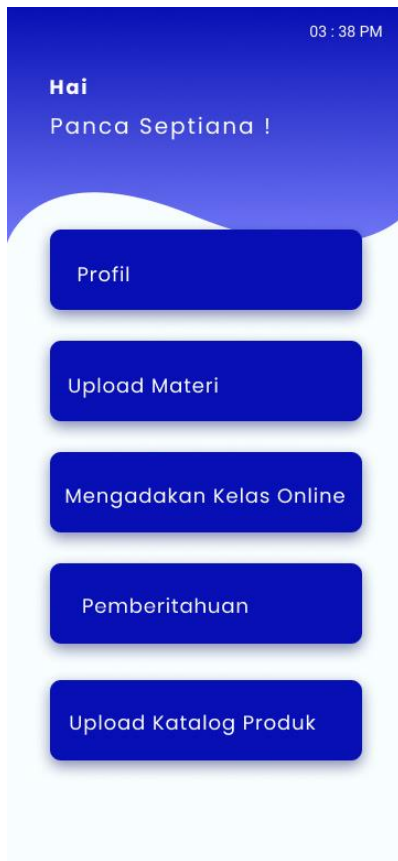 03 : 38 PM
Hai
Panca Septiana !
Profil
Upload Materi
Mengadakan Kelas Online
Pemberitahuan
Upload Katalog Produk